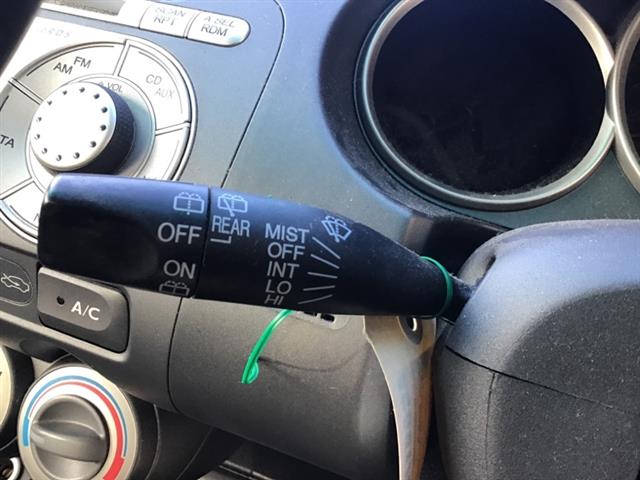 SCAN
RPT
A.SEL
RDM
FM
AM
CD
AUX
VOL
OFF
REAR
ON
MIST
OFF
INT
LO
HI
A/C